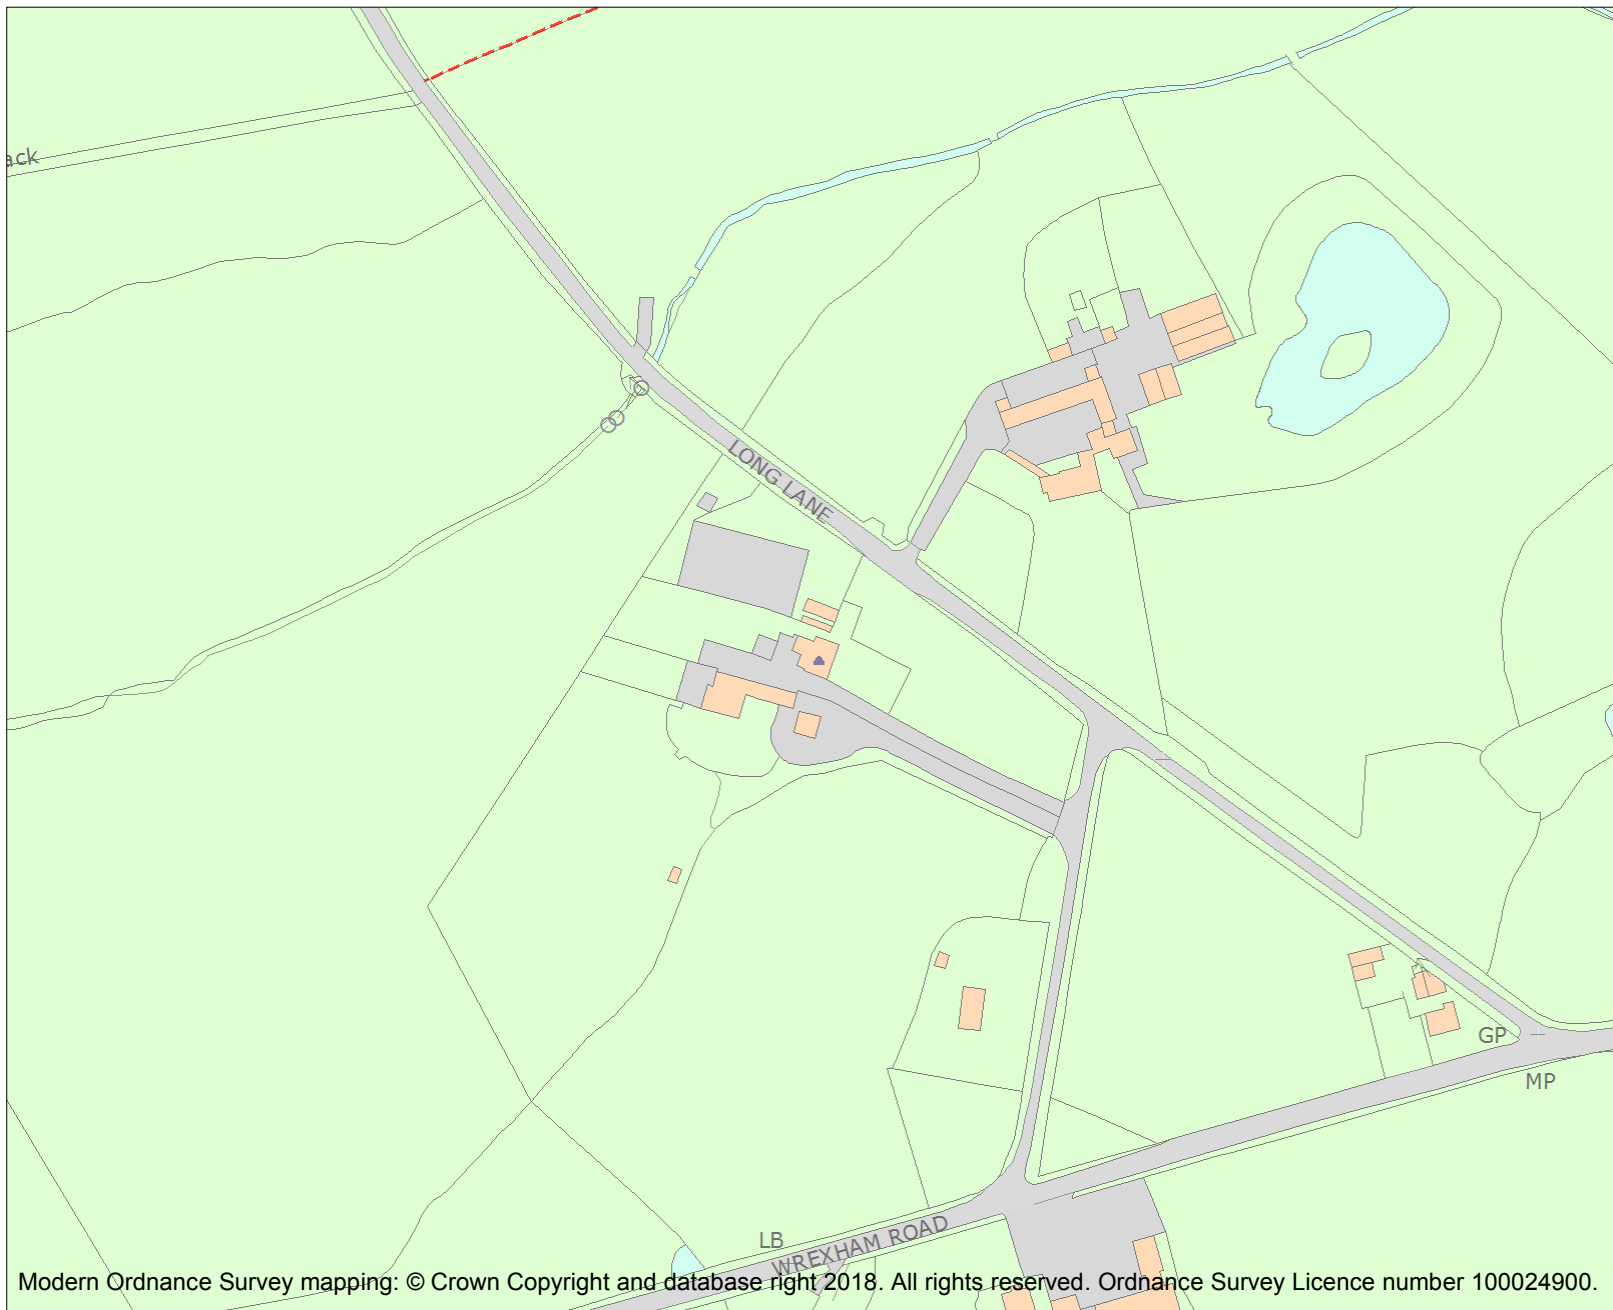 ack
LONG LANE
GP
MP
LB
WREXHAM ROAD
Modern Ordnance Survey mapping: © Crown Copyright and database right 2018. All rights reserved. Ordnance Survey Licence number 100024900.